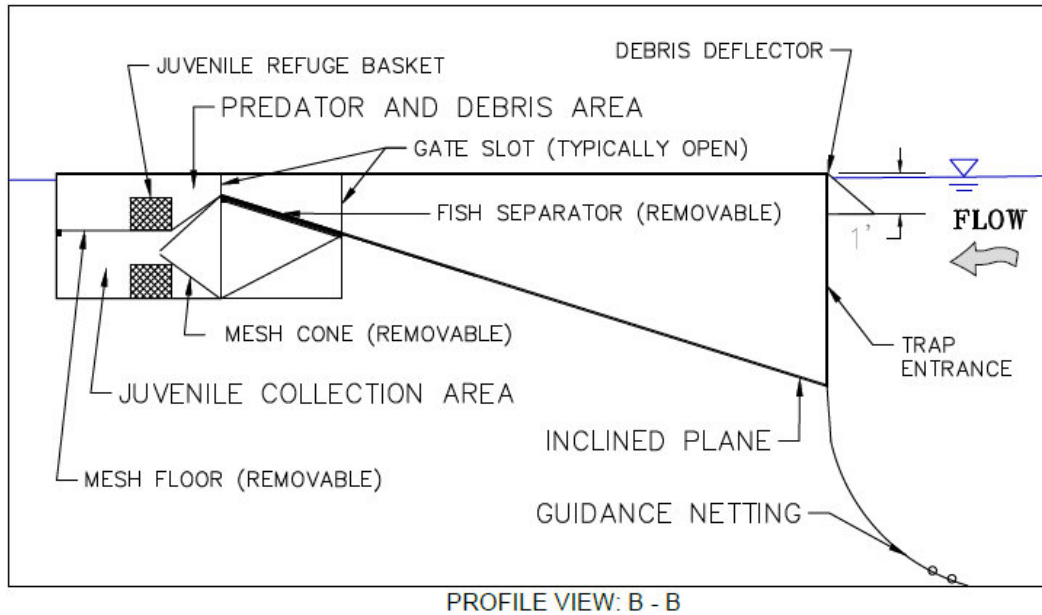 DEBRIS DEFLECTOR
JUVENILE REFUGE BASKET
PREDATOR AND DEBRIS AREA
GATE SLOT (TYPICALLY OPEN)
FISH SEPARATOR (REMOVABLE)
FLOW
1'
MESH CONE (REMOVABLE)
TRAP
ENTRANCE
JUVENILE COLLECTION AREA
INCLINED PLANE
MESH FLOOR (REMOVABLE)
GUIDANCE NETTING
PROFILE VIEW: B - B